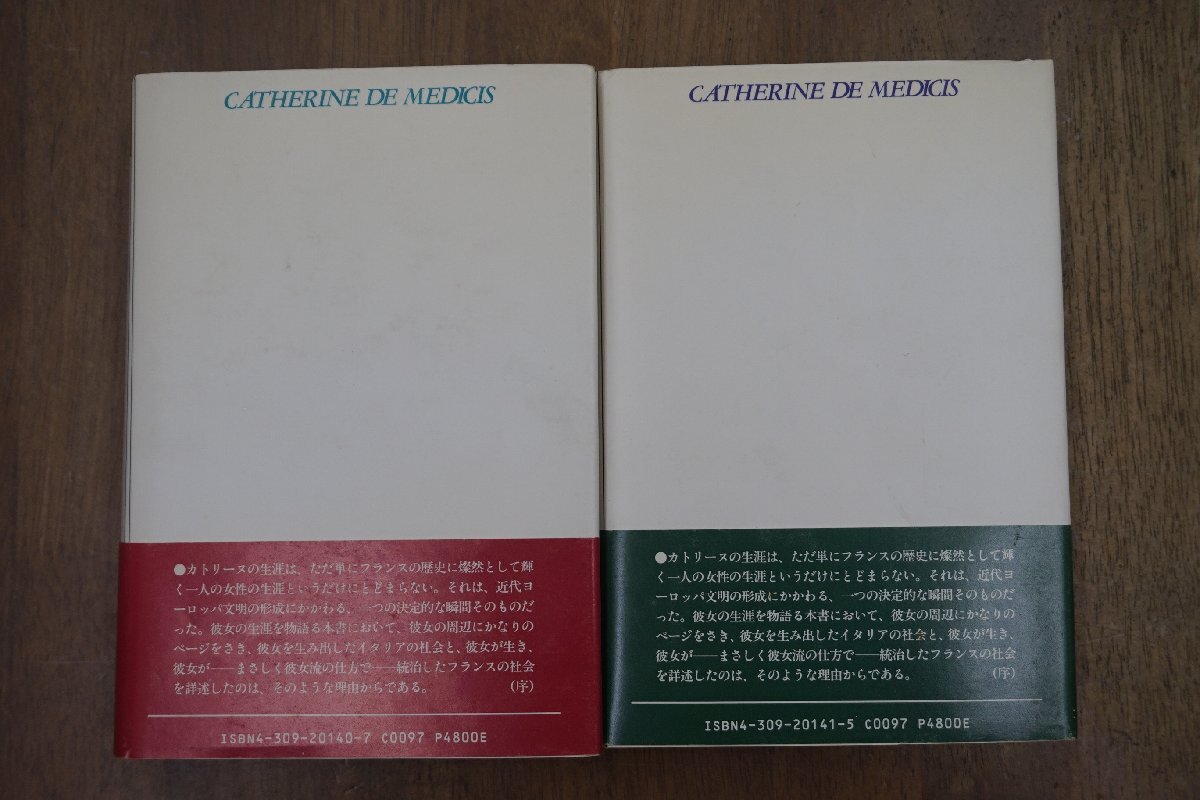 CATHERINE DE MEDICIS
●カトリーヌの生涯は、ただ単にフランスの歴史に燦然として輝
く一人の女性の生涯というだけにとどまらない。それは、近代ヨ
ーロッパ文明の形成にかかわる、一つの決定的な瞬間そのものだ
った。彼女の生涯を物語る本書において、彼女の周辺にかなりの
ページをさき、彼女を生み出したイタリアの社会と、彼女が生き、
彼女が――まさしく彼女流の仕方で――統治したフランスの社会
を詳述したのは、そのような理由からである。 (序)
ISBN4-309-20140-7 C0097 P4800E
CATHERINE DE MEDICIS
●カトリーヌの生涯は、ただ単にフランスの歴史に燦然として輝
く一人の女性の生涯というだけにとどまらない。それは、近代ヨ
ーロッパ文明の形成にかかわる、一つの決定的な瞬間そのものだ
った。彼女の生涯を物語る本書において、彼女の周辺にかなりの
ページをさき、彼女を生み出したイタリアの社会と、彼女が生き、
彼女が――まさしく彼女流の仕方で――統治したフランスの社会
を詳述したのは、そのような理由からである。 (序)
ISBN4-309-20141-5 C0097 P4800E